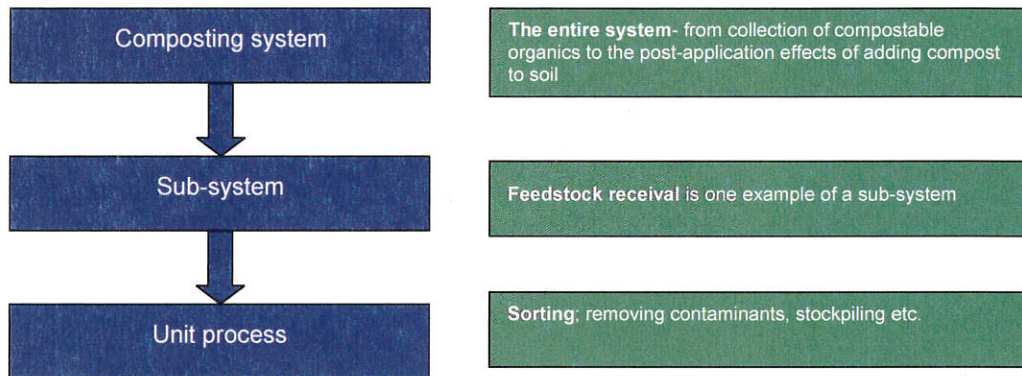 Composting system
The entire system- from collection of compostable
organics to the post-application effects of adding compost
to soil
Sub-system
Feedstock receival is one example of a sub-system
Unit process
Sorting; removing contaminants, stockpiling etc.